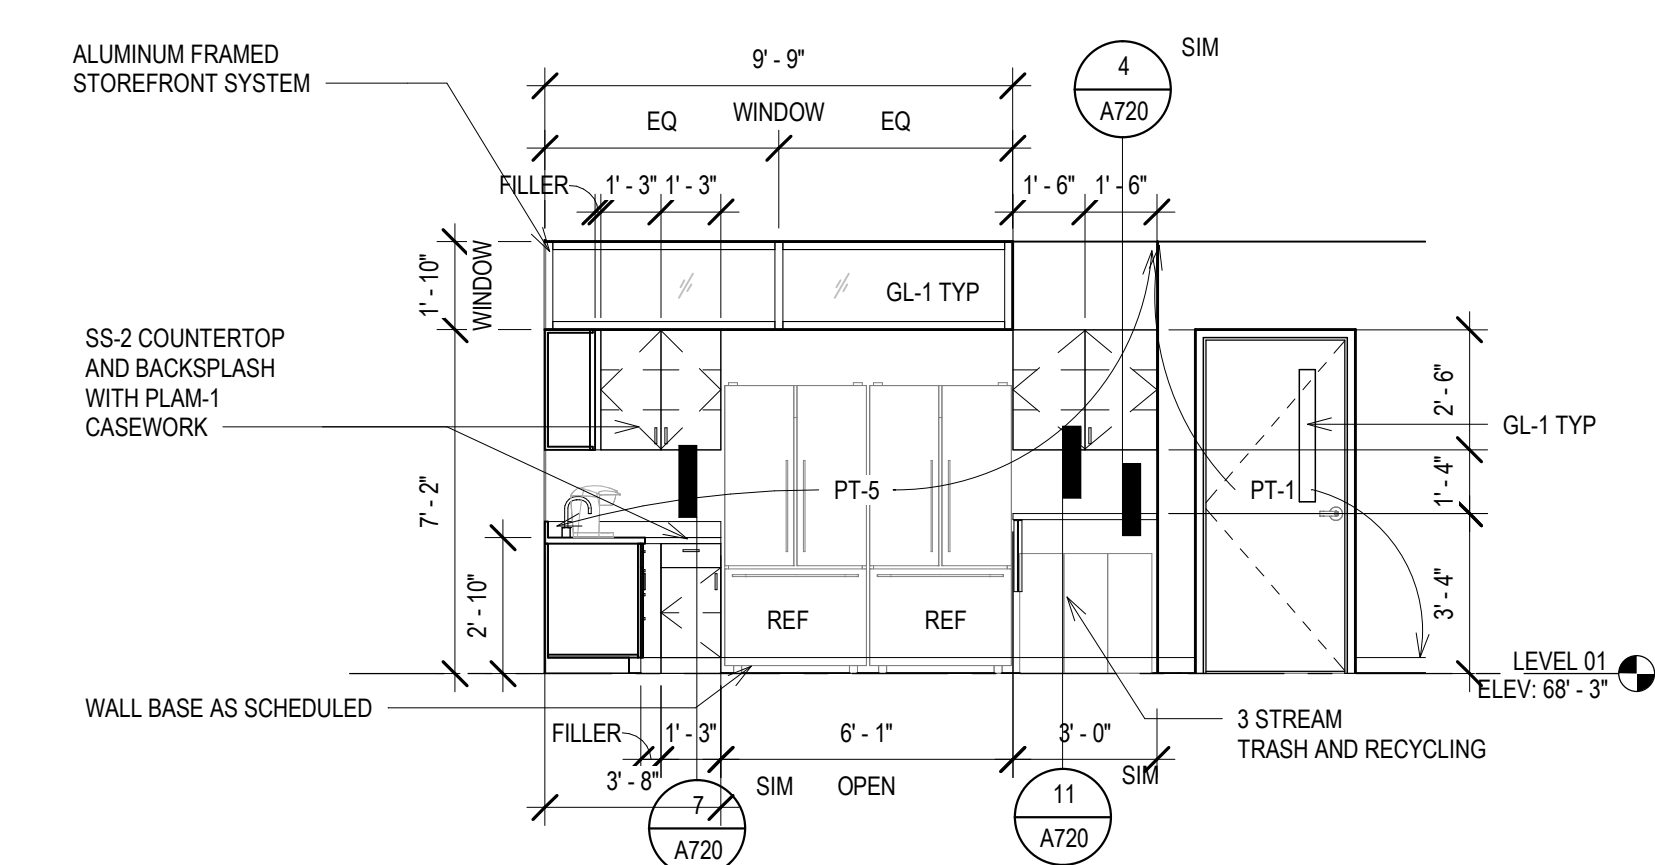 ALUMINUM FRAMED
STOREFRONT SYSTEM
9' - 9"
WINDOW
EQ
EQ
4
A720
SIM
FILLER
1' - 3"
1' - 3"
1' - 6"
1' - 6"
1' - 10"
WINDOW
GL-1 TYP
SS-2 COUNTERTOP
AND BACKSPLASH
WITH PLAM-1
CASEWORK
7' - 2"
2' - 10"
PT-5
PT-1
2' - 6"
1' - 4"
3' - 4"
GL-1 TYP
REF
REF
LEVEL 01
ELEV: 68' - 3"
WALL BASE AS SCHEDULED
FILLER
1' - 3"
6' - 1"
3' - 0"
3 STREAM
TRASH AND RECYCLING
3' - 8"
SIM
OPEN
SIM
7
A720
11
A720